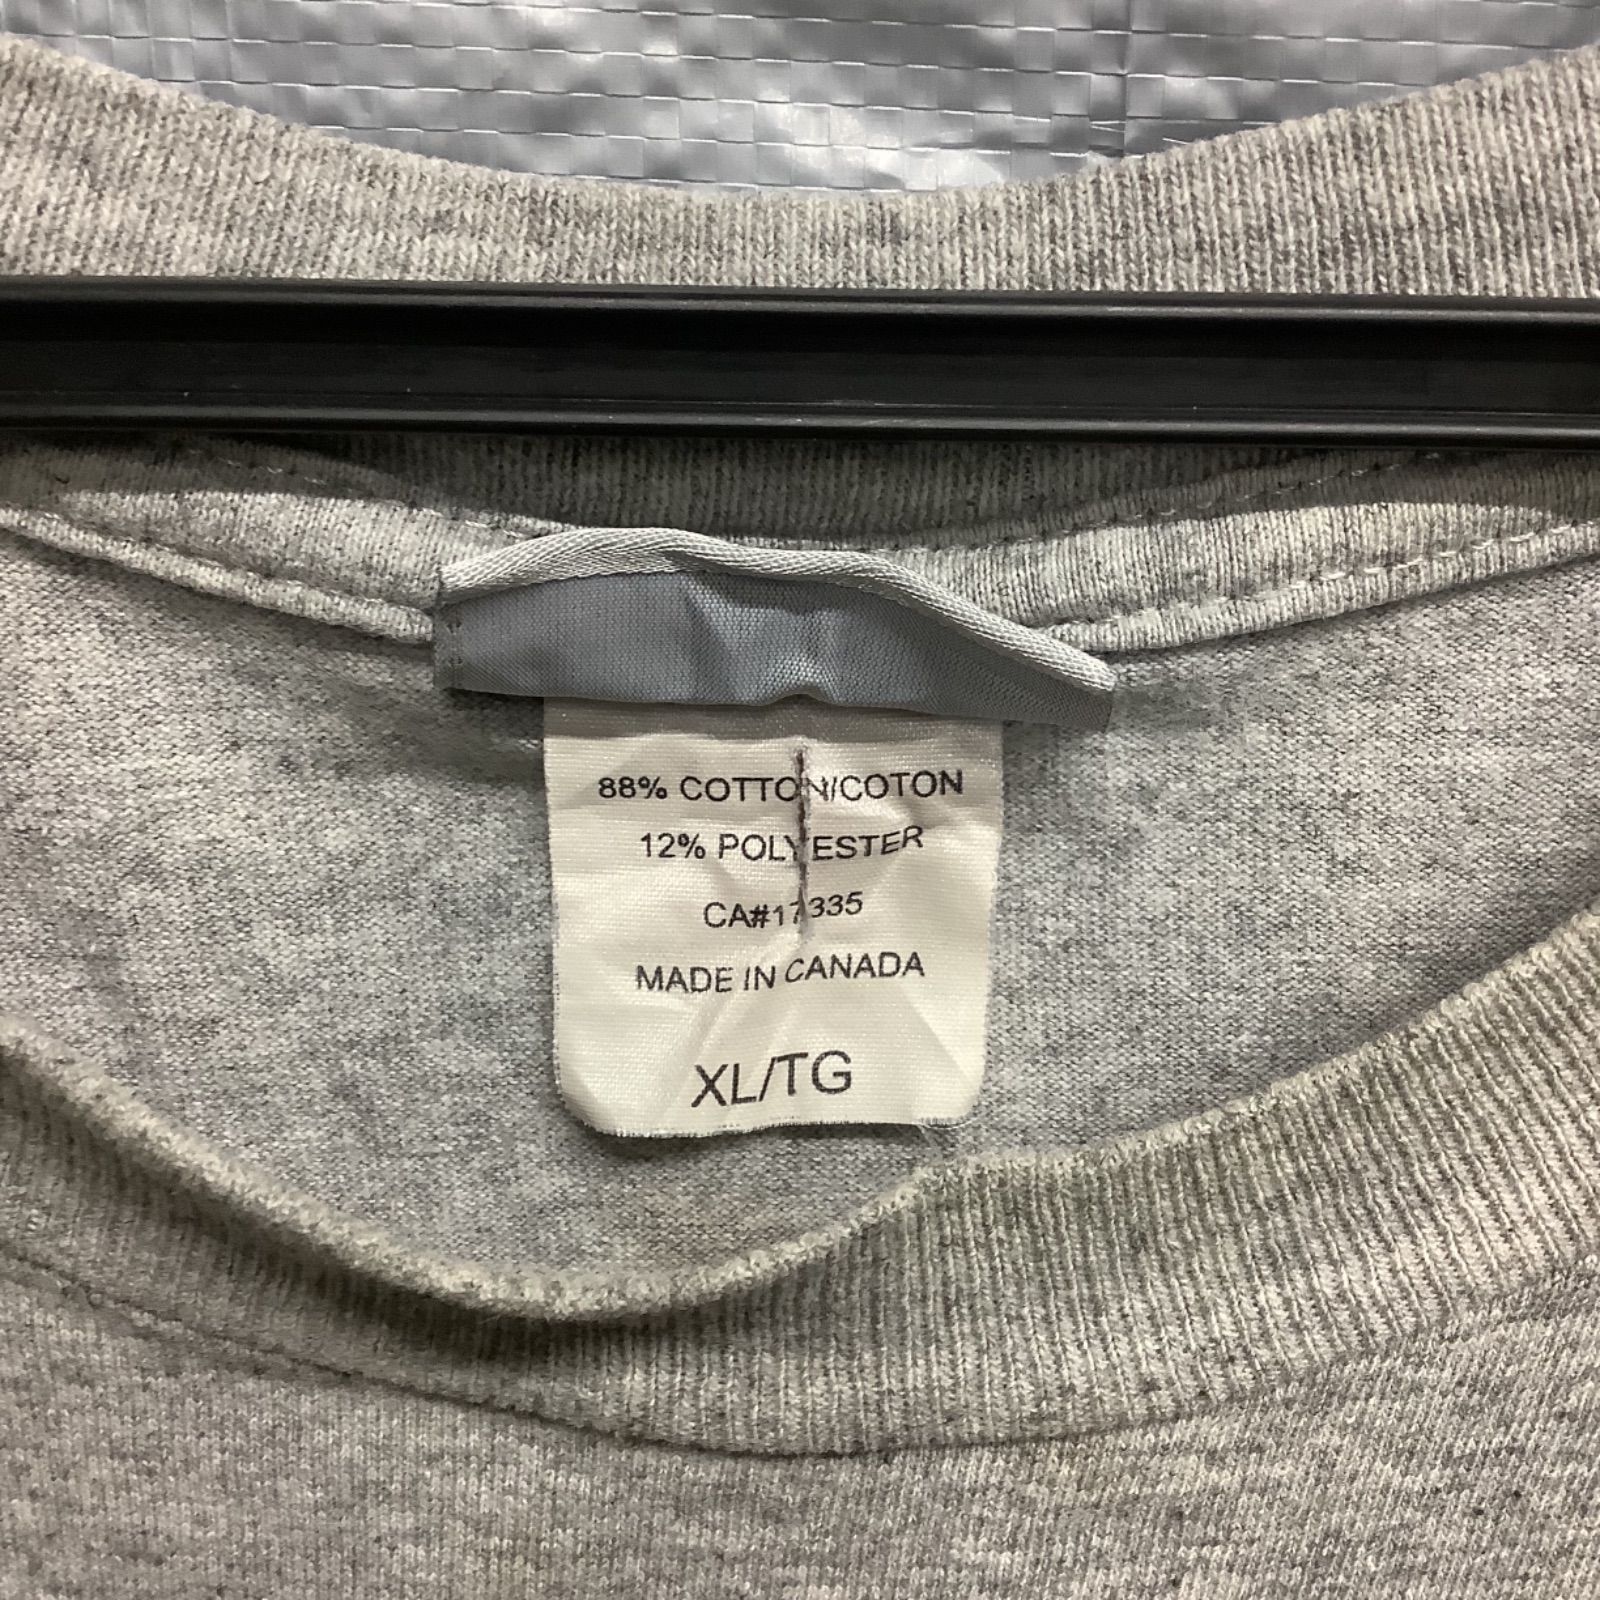 88% COTTON/COTON
12% POLYESTER
CA#17335
MADE IN CANADA
XL/TG